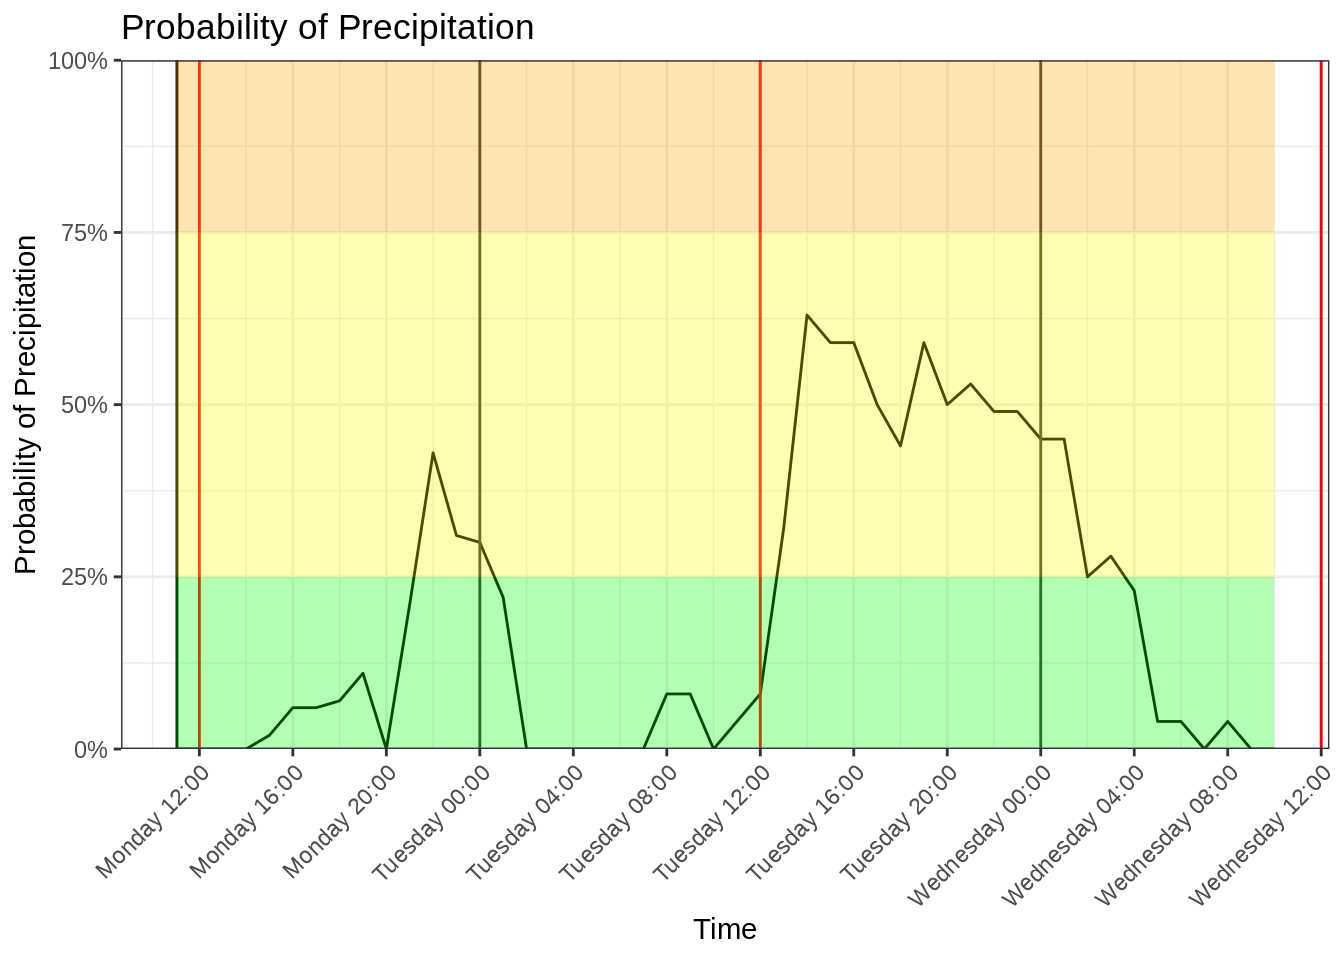 Probability of Precipitation
100%
75%
50%
25%
0%
Probability of Precipitation
Monday 12:00
Monday 16:00
Monday 20:00
Tuesday 00:00
Tuesday 04:00
Tuesday 08:00
Tuesday 12:00
Tuesday 16:00
Tuesday 20:00
Wednesday 00:00
Wednesday 04:00
Wednesday 08:00
Wednesday 12:00
Time